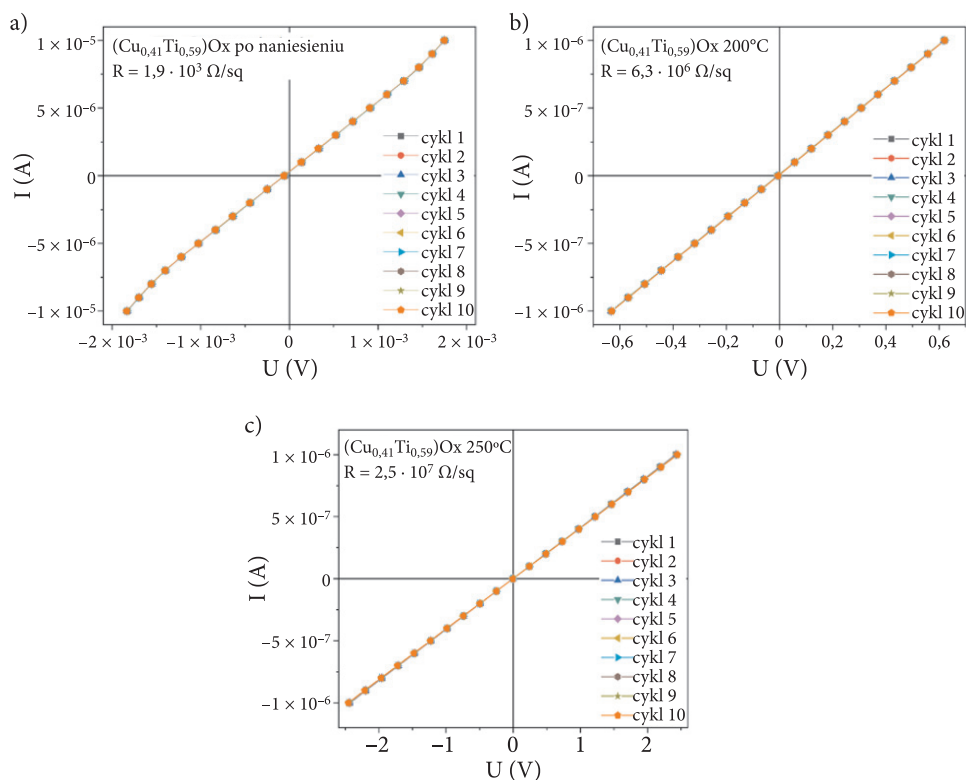 a)
(Cu0,41Ti0,59)Ox po naniesieniu
R = 1,9 · 10³ Ω/sq
1 × 10⁻⁵
5 × 10⁻⁶
0
−5 × 10⁻⁶
−1 × 10⁻⁵
I (A)
cykl 1
cykl 2
cykl 3
cykl 4
cykl 5
cykl 6
cykl 7
cykl 8
cykl 9
cykl 10
−2 × 10⁻³
−1 × 10⁻³
0
1 × 10⁻³
2 × 10⁻³
U (V)
b)
(Cu0,41Ti0,59)Ox 200ºC
R = 6,3 · 10⁶ Ω/sq
1 × 10⁻⁶
5 × 10⁻⁷
0
−5 × 10⁻⁷
−1 × 10⁻⁶
I (A)
cykl 1
cykl 2
cykl 3
cykl 4
cykl 5
cykl 6
cykl 7
cykl 8
cykl 9
cykl 10
−0,6
−0,4
−0,2
0
0,2
0,4
0,6
U (V)
c)
(Cu0,41Ti0,59)Ox 250ºC
R = 2,5 · 10⁷ Ω/sq
1 × 10⁻⁶
5 × 10⁻⁷
0
−5 × 10⁻⁷
−1 × 10⁻⁶
I (A)
cykl 1
cykl 2
cykl 3
cykl 4
cykl 5
cykl 6
cykl 7
cykl 8
cykl 9
cykl 10
−2
−1
0
1
2
U (V)